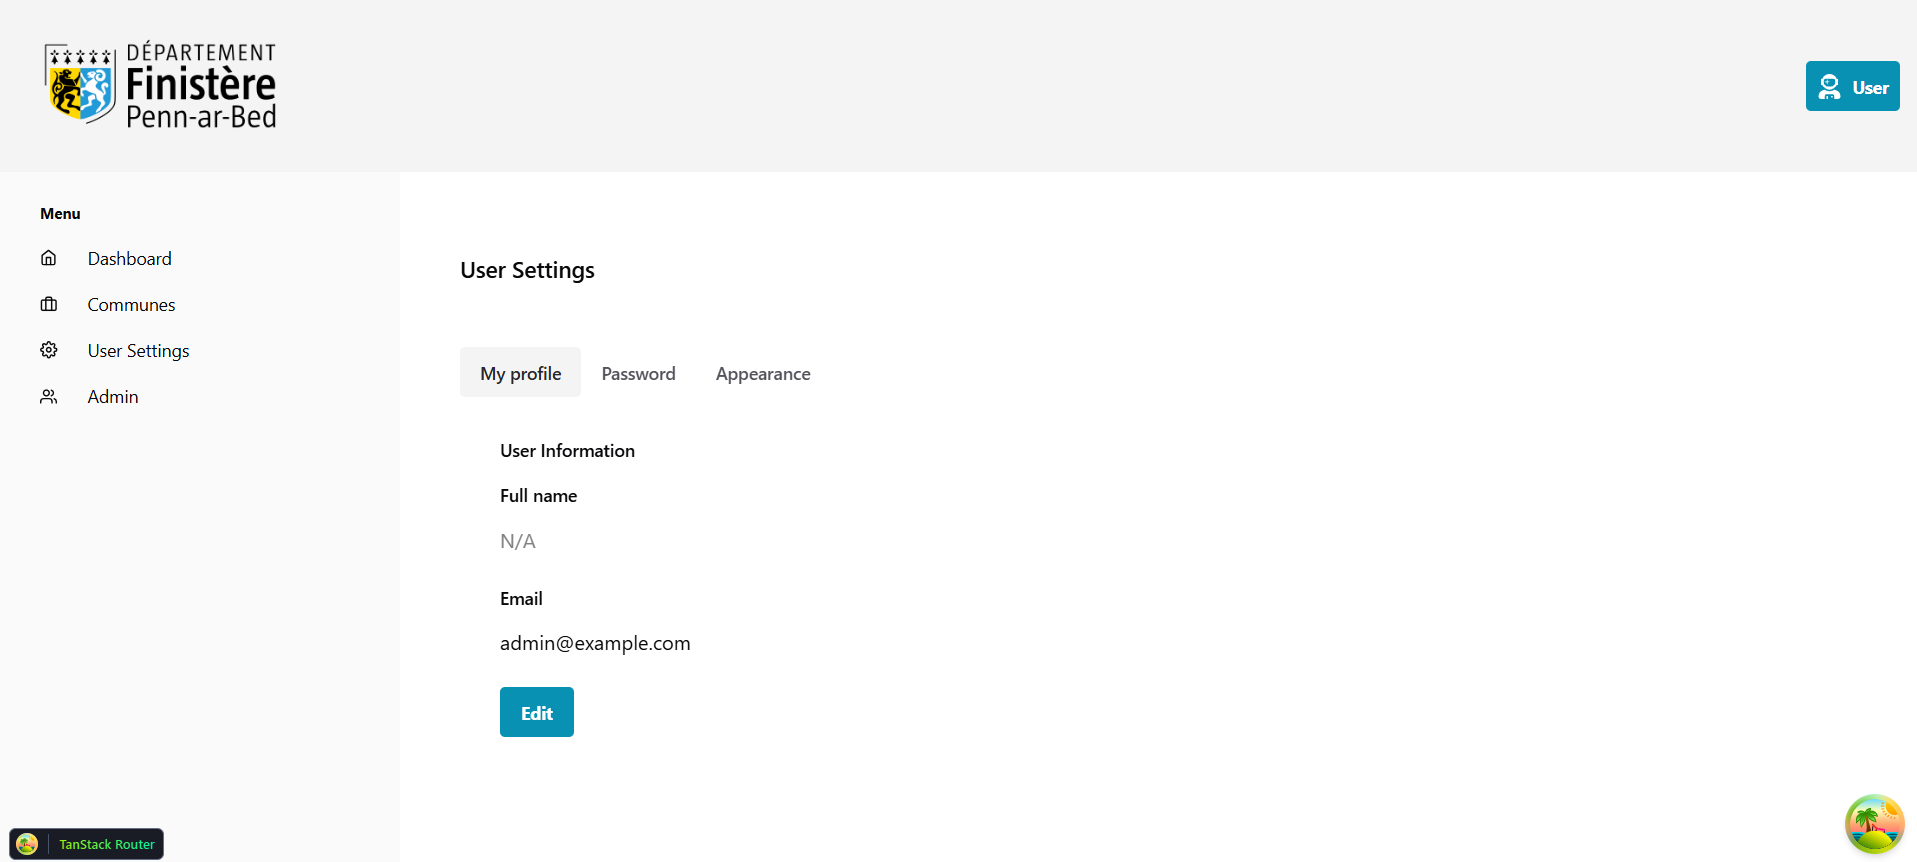 DÉPARTEMENT
Finistère
Penn-ar-Bed
User
Menu
Dashboard
Communes
User Settings
Admin
User Settings
My profile Password Appearance
User Information
Full name
N/A
Email
admin@example.com
Edit
TanStack Router